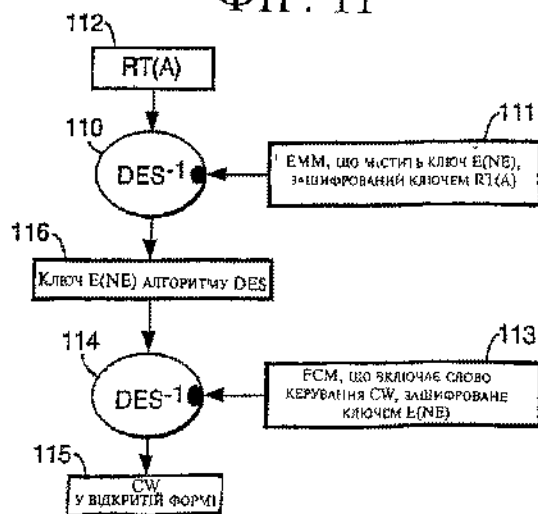 ФІГ. 11
112
RT(A)
110
DES-1
111
EMM, ЩО МІСТИТЬ КЛЮЧ E(NE),
ЗАШИФРОВАНИЙ КЛЮЧЕМ RT(A)
116
КЛЮЧ E(NE) АЛГОРИТМУ DES
114
DES-1
113
ECM, ЩО ВКЛЮЧАЄ СЛОВО
КЕРУВАННЯ CW, ЗАШИФРОВАНЕ
КЛЮЧЕМ E(NE)
115
CW
У ВІДКРИТІЙ ФОРМІ